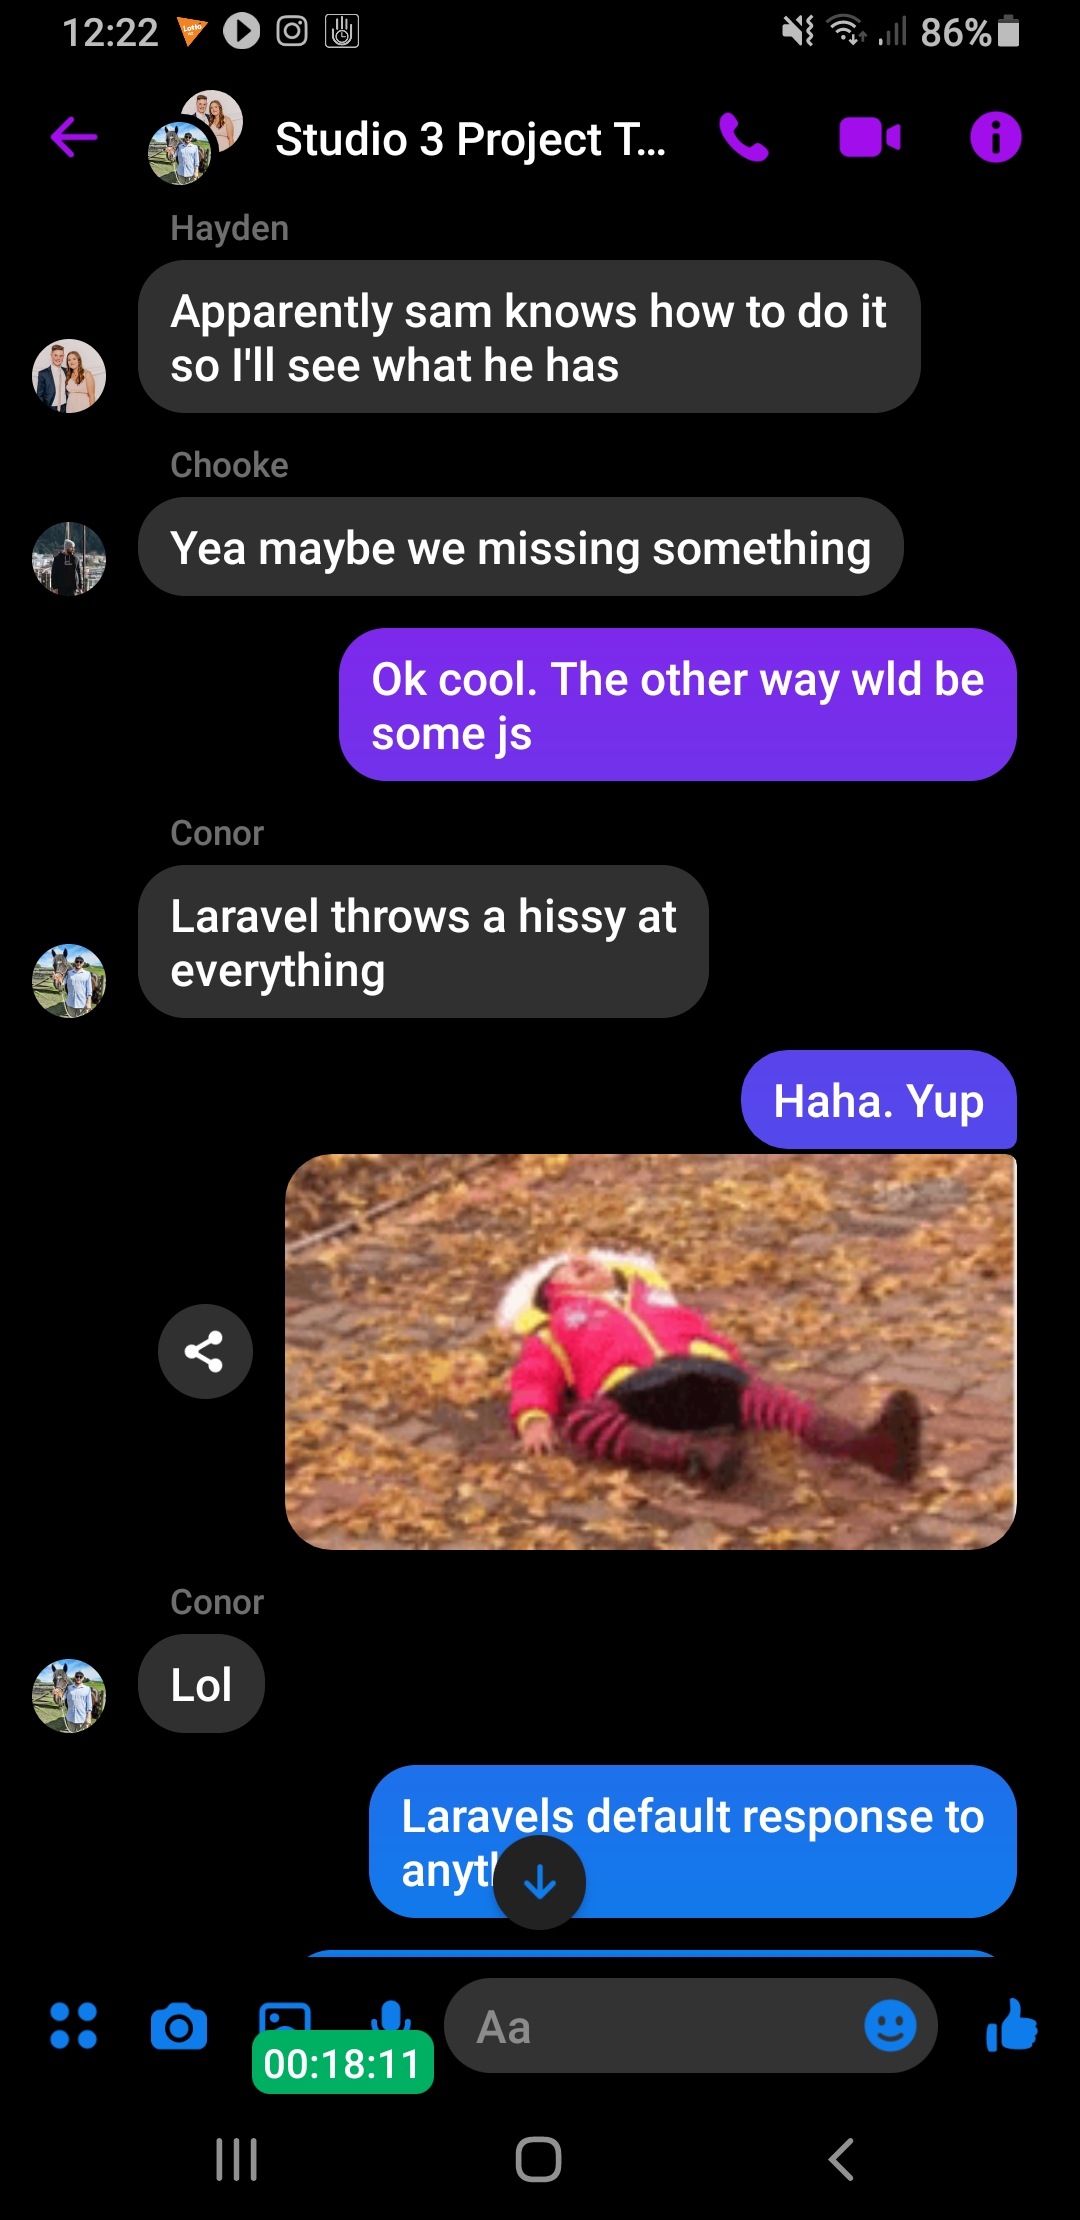 12:22
86%
Studio 3 Project T...
Hayden
Apparently sam knows how to do it
so I'll see what he has
Chooke
Yea maybe we missing something
Ok cool. The other way wld be
some js
Conor
Laravel throws a hissy at
everything
Haha. Yup
Conor
Lol
Laravels default response to
Aa
00:18:11